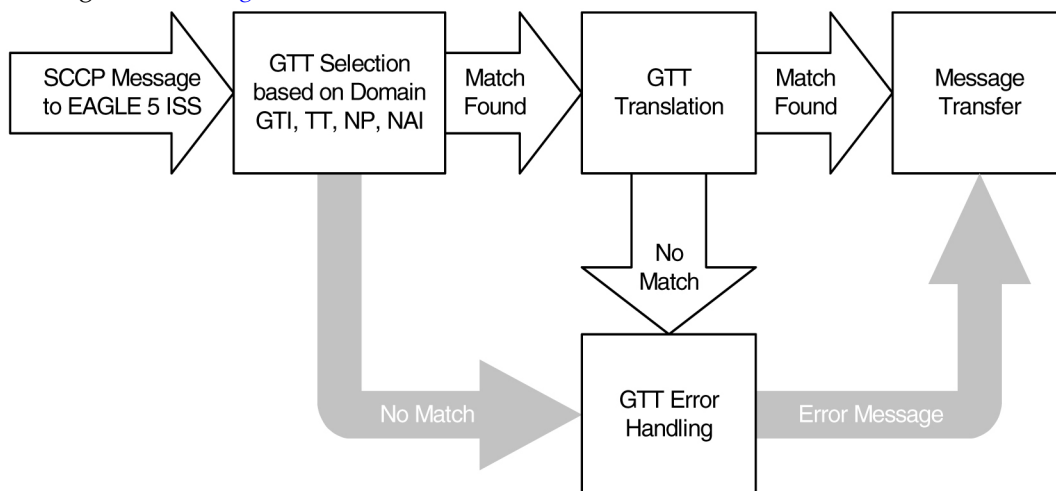 SCCP Message
to EAGLE 5 ISS
GTT Selection
based on Domain
GTI, TT, NP, NAI
Match
Found
GTT
Translation
Match
Found
Message
Transfer
No
Match
No Match
GTT Error
Handling
Error Message